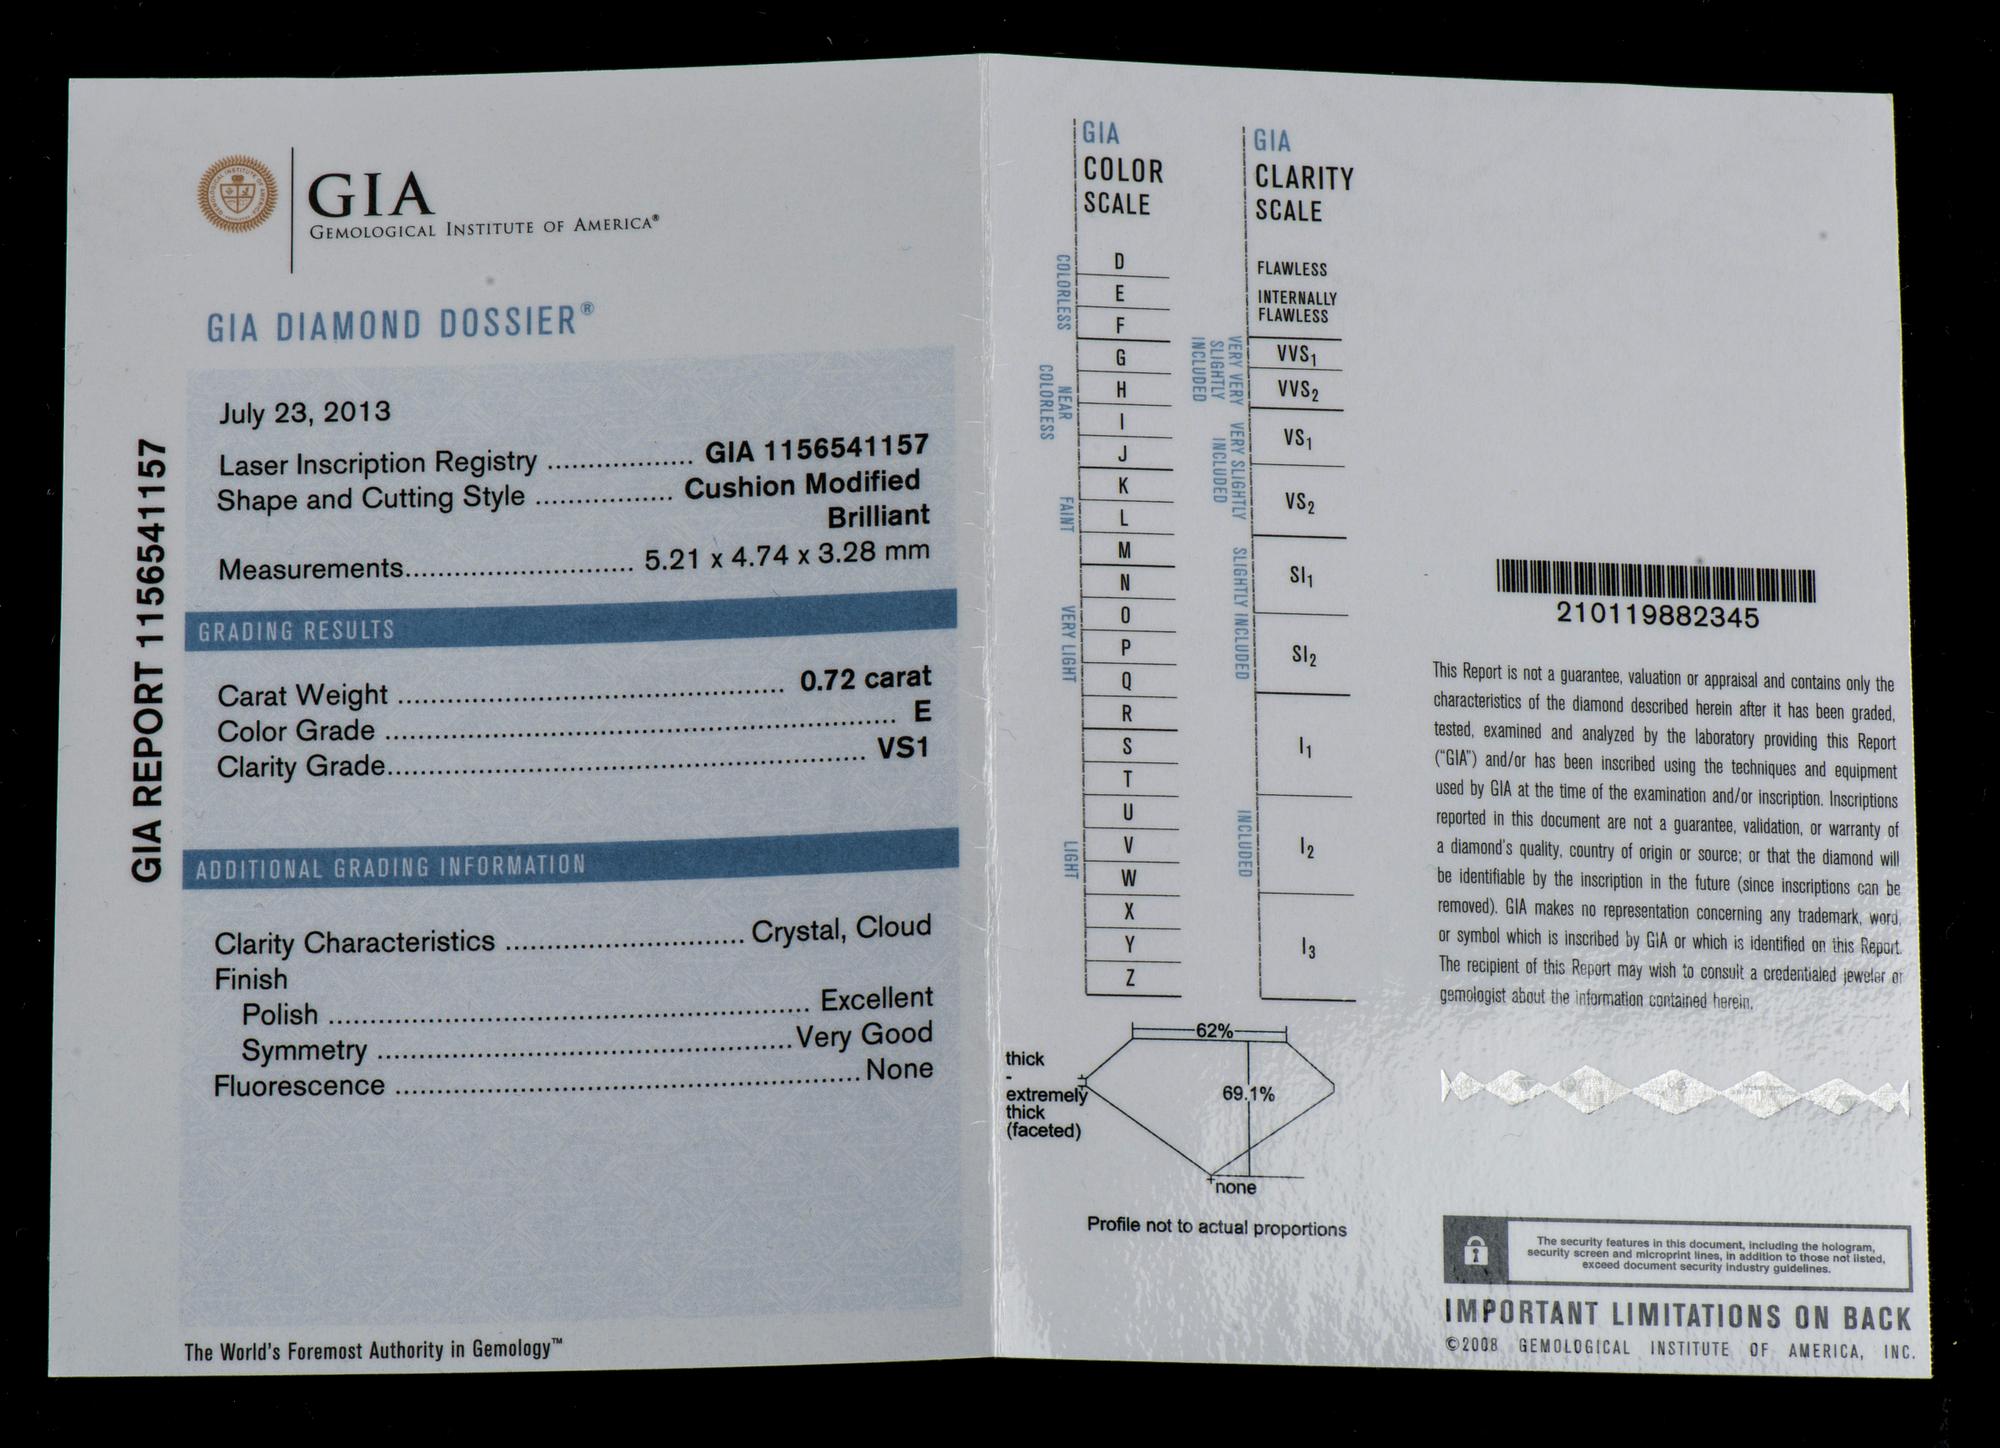 GIA
GEMOLOGICAL INSTITUTE OF AMERICA®
GIA DIAMOND DOSSIER®
GIA REPORT 1156541157
July 23, 2013
Laser Inscription Registry .................. GIA 1156541157
Shape and Cutting Style ................ Cushion Modified
Brilliant
Measurements............................ 5.21 x 4.74 x 3.28 mm
GRADING RESULTS
Carat Weight ................................................ 0.72 carat
Color Grade ................................................................ E
Clarity Grade............................................................ VS1
ADDITIONAL GRADING INFORMATION
Clarity Characteristics .......................... Crystal, Cloud
Finish
Polish .................................................... Excellent
Symmetry .............................................. Very Good
Fluorescence .................................................... None
The World's Foremost Authority in Gemology™
GIA
COLOR
SCALE
COLORLESS
D
E
F
NEAR
COLORLESS
G
H
I
J
FAINT
K
L
M
VERY LIGHT
N
O
P
Q
R
LIGHT
S
T
U
V
W
X
Y
Z
GIA
CLARITY
SCALE
FLAWLESS
INTERNALLY
FLAWLESS
VERY VERY
SLIGHTLY
INCLUDED
VVS1
VVS2
VERY SLIGHTLY
INCLUDED
VS1
VS2
SLIGHTLY INCLUDED
SI1
SI2
INCLUDED
I1
I2
I3
62%
thick
-
extremely
thick
(faceted)
69.1%
none
Profile not to actual proportions
210119882345
This Report is not a guarantee, valuation or appraisal and contains only the
characteristics of the diamond described herein after it has been graded,
tested, examined and analyzed by the laboratory providing this Report
("GIA") and/or has been inscribed using the techniques and equipment
used by GIA at the time of the examination and/or inscription. Inscriptions
reported in this document are not a guarantee, validation, or warranty of
a diamond's quality, country of origin or source; or that the diamond will
be identifiable by the inscription in the future (since inscriptions can be
removed). GIA makes no representation concerning any trademark, word,
or symbol which is inscribed by GIA or which is identified on this Report.
The recipient of this Report may wish to consult a credentialed jeweler or
gemologist about the information contained herein.
The security features in this document, including the hologram,
security screen and microprint lines, in addition to those not listed,
exceed document security industry guidelines.
IMPORTANT LIMITATIONS ON BACK
©2008 GEMOLOGICAL INSTITUTE OF AMERICA, INC.